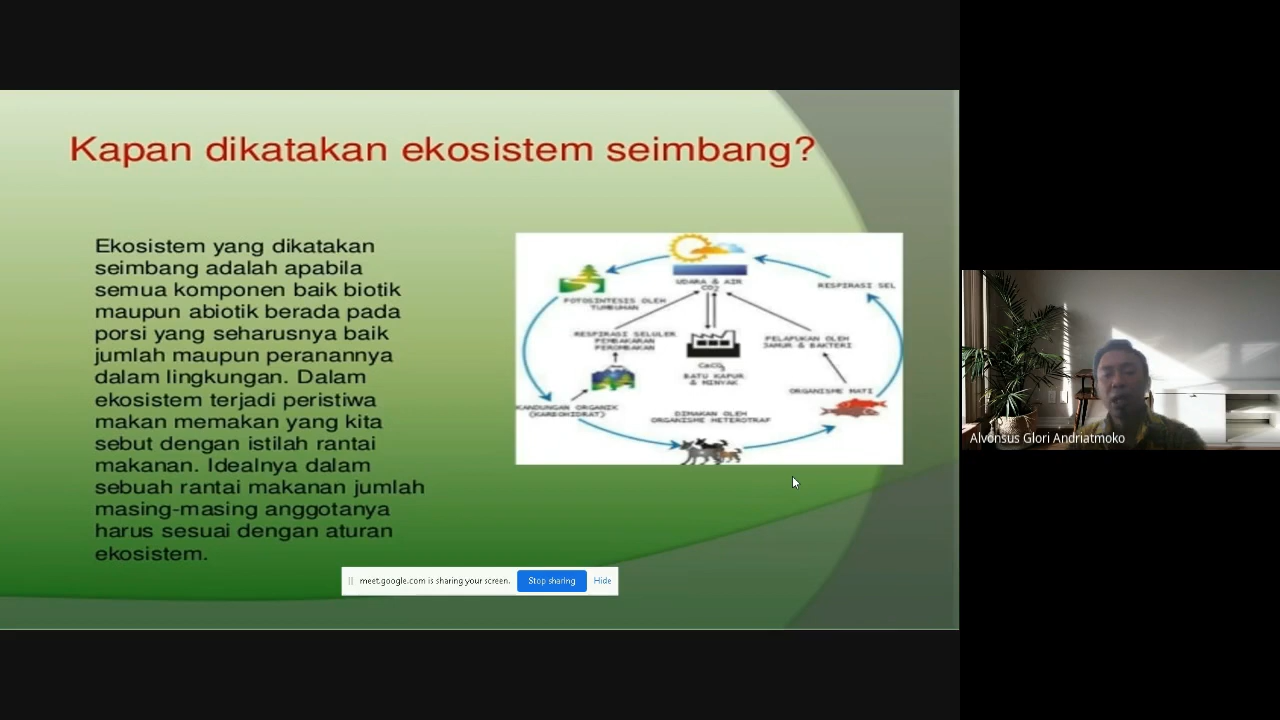 Kapan dikatakan ekosistem seimbang?
Ekosistem yang dikatakan
seimbang adalah apabila
semua komponen baik biotik
maupun abiotik berada pada
porsi yang seharusnya baik
jumlah maupun peranannya
dalam lingkungan. Dalam
ekosistem terjadi peristiwa
makan memakan yang kita
sebut dengan istilah rantai
makanan. Idealnya dalam
sebuah rantai makanan jumlah
masing-masing anggotanya
harus sesuai dengan aturan
ekosistem.
UDARA & AIR
CO2
RESPIRASI SEL
FOTOSINTESIS OLEH
TUMBUHAN
RESPIRASI SELULER
PEMBAKARAN
PEROMBAKAN
PELAPUKAN OLEH
JAMUR & BAKTERI
CaCO3
BATU KAPUR
& MINYAK
ORGANISME MATI
KANDUNGAN ORGANIK
(KARBOHIDRAT)
DIMAKAN OLEH
ORGANISME HETEROTRAF
meet.google.com is sharing your screen.
Stop sharing
Hide
Alvonsus Glori Andriatmoko